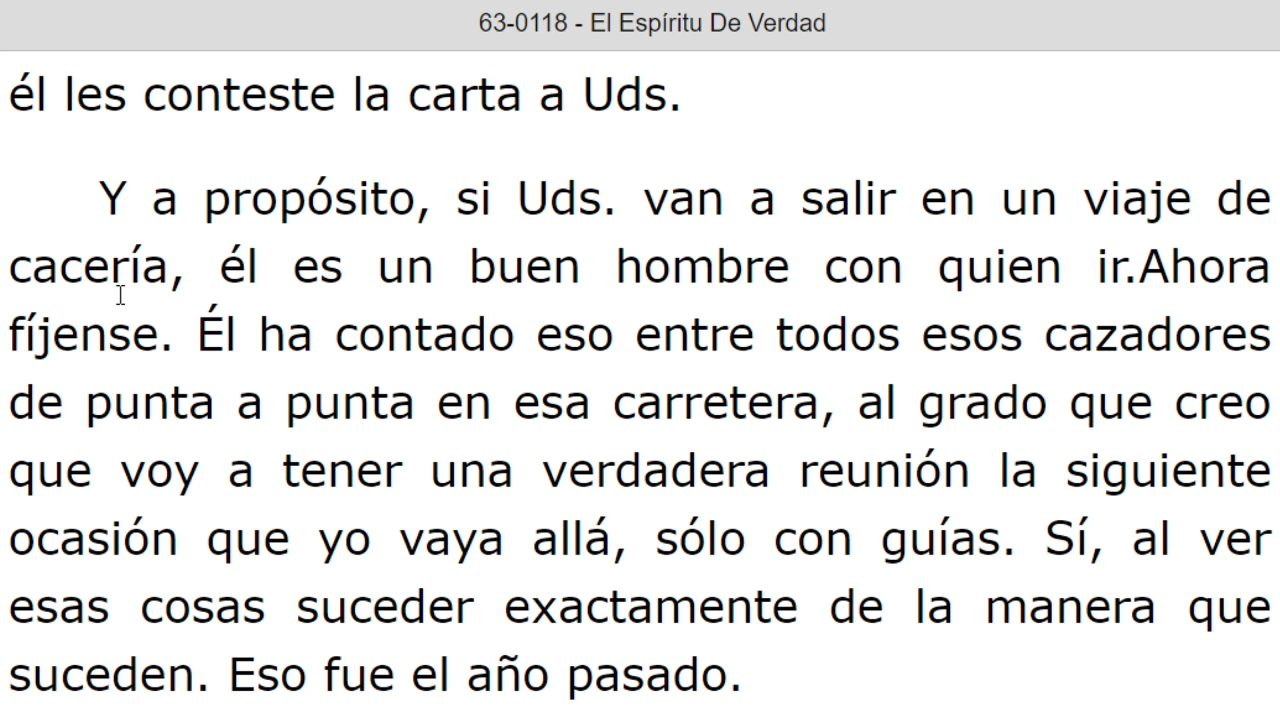 63-0118 - El Espíritu De Verdad
él les conteste la carta a Uds.
Y a propósito, si Uds. van a salir en un viaje de
cacería, él es un buen hombre con quien ir.Ahora
fíjense. Él ha contado eso entre todos esos cazadores
de punta a punta en esa carretera, al grado que creo
que voy a tener una verdadera reunión la siguiente
ocasión que yo vaya allá, sólo con guías. Sí, al ver
esas cosas suceder exactamente de la manera que
suceden. Eso fue el año pasado.